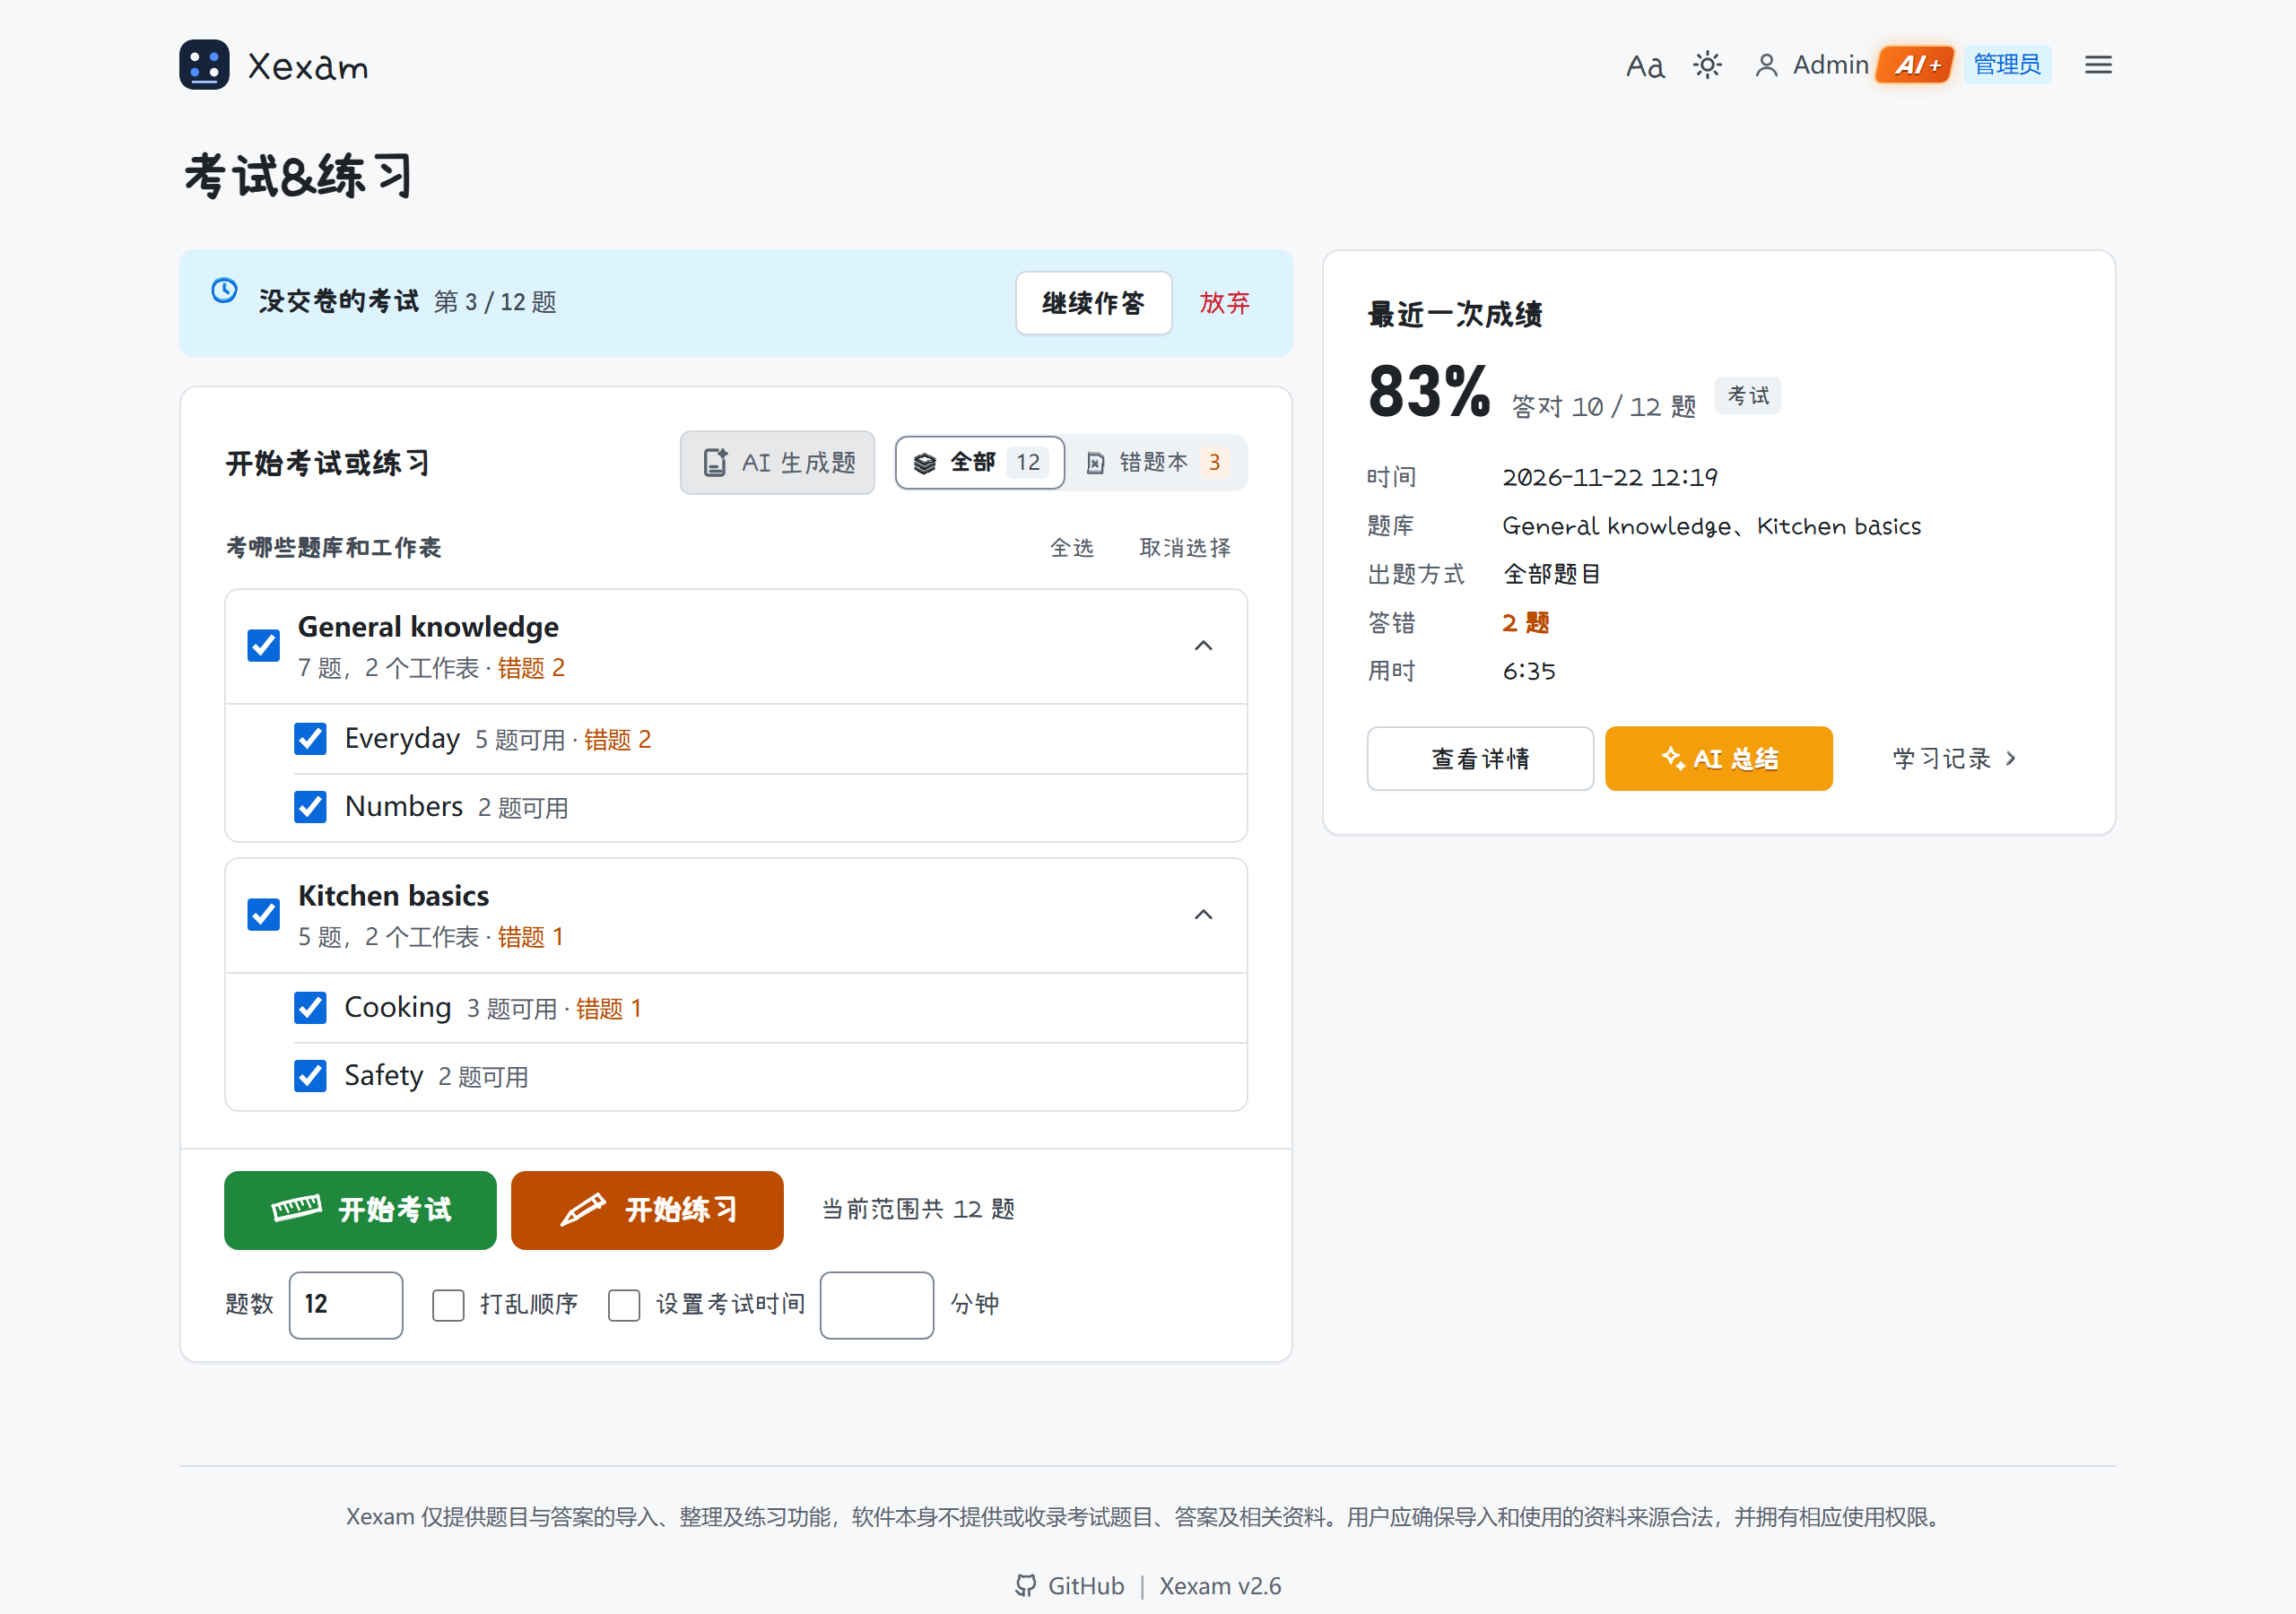 Xexam
Aa Admin AI+ 管理员
考试&练习
没交卷的考试 第 3 / 12 题 继续作答 放弃
开始考试或练习 AI 生成题 全部 12 错题本 3
考哪些题库和工作表 全选 取消选择
General knowledge
7 题，2 个工作表 · 错题 2
Everyday 5 题可用 · 错题 2
Numbers 2 题可用
Kitchen basics
5 题，2 个工作表 · 错题 1
Cooking 3 题可用 · 错题 1
Safety 2 题可用
开始考试 开始练习 当前范围共 12 题
题数 12 打乱顺序 设置考试时间 分钟
最近一次成绩
83% 答对 10 / 12 题 考试
时间 2026-11-22 12:19
题库 General knowledge、Kitchen basics
出题方式 全部题目
答错 2 题
用时 6:35
查看详情 AI 总结 学习记录
Xexam 仅提供题目与答案的导入、整理及练习功能，软件本身不提供或收录考试题目、答案及相关资料。用户应确保导入和使用的资料来源合法，并拥有相应使用权限。
GitHub | Xexam v2.6